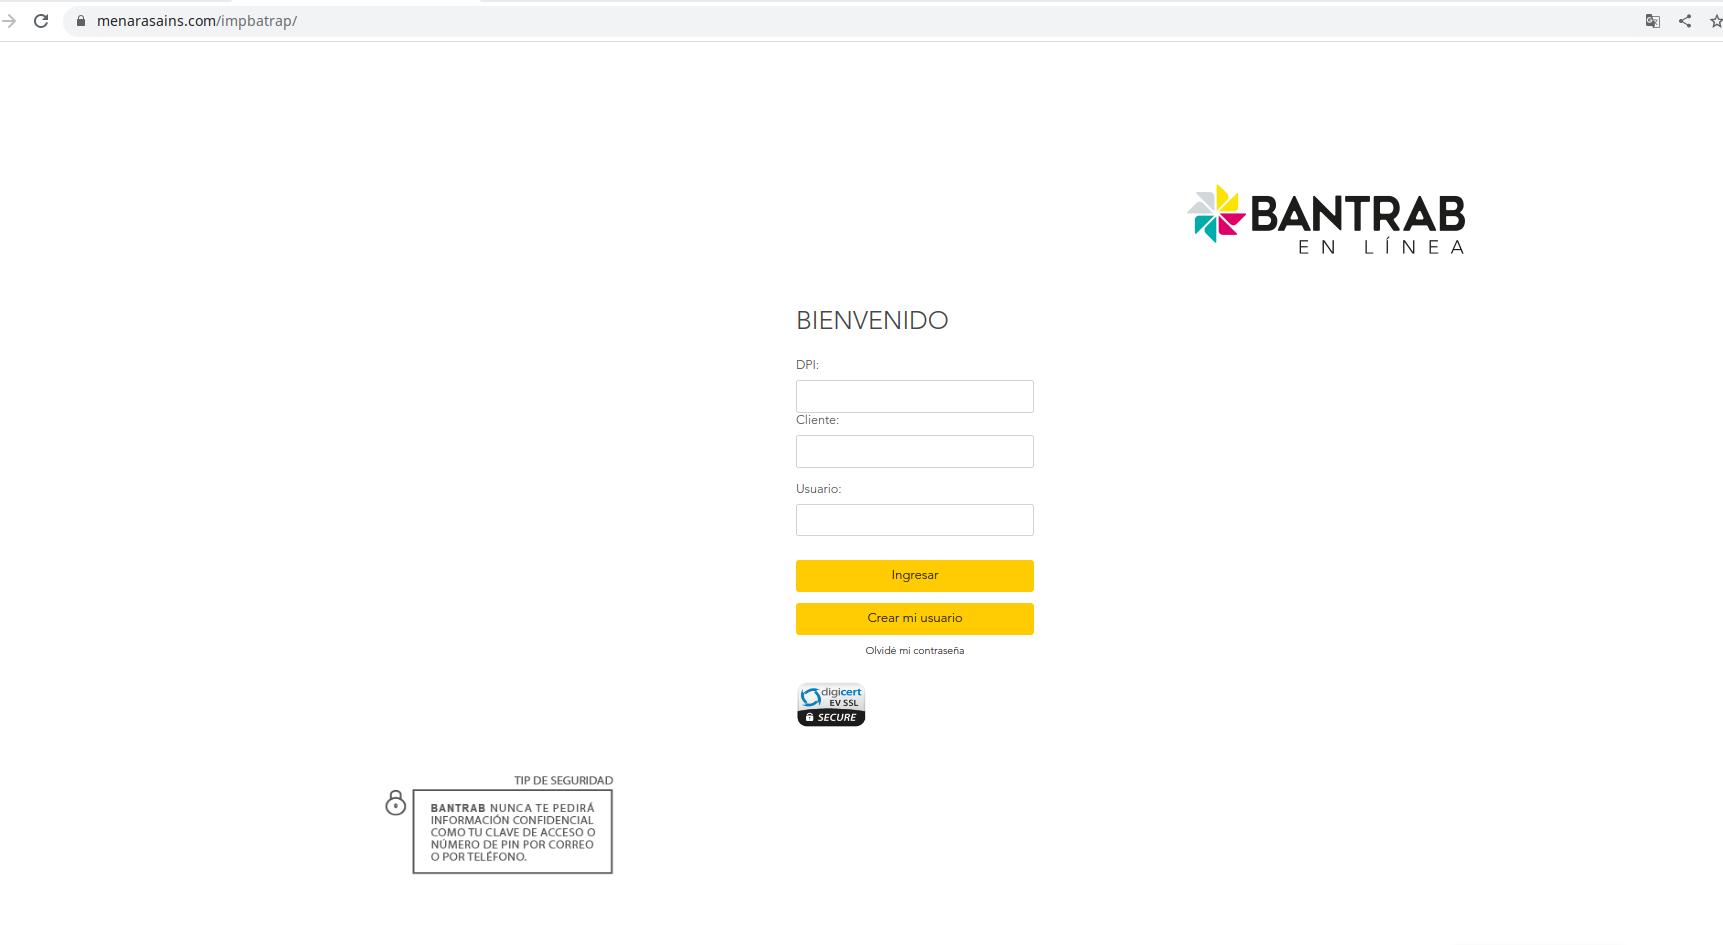 menarasains.com/impbatrap/
BANTRAB
EN LÍNEA
BIENVENIDO
DPI:
Cliente:
Usuario:
Ingresar
Crear mi usuario
Olvidé mi contraseña
digicert
EV SSL
SECURE
TIP DE SEGURIDAD
BANTRAB NUNCA TE PEDIRÁ
INFORMACIÓN CONFIDENCIAL
COMO TU CLAVE DE ACCESO O
NÚMERO DE PIN POR CORREO
O POR TELÉFONO.